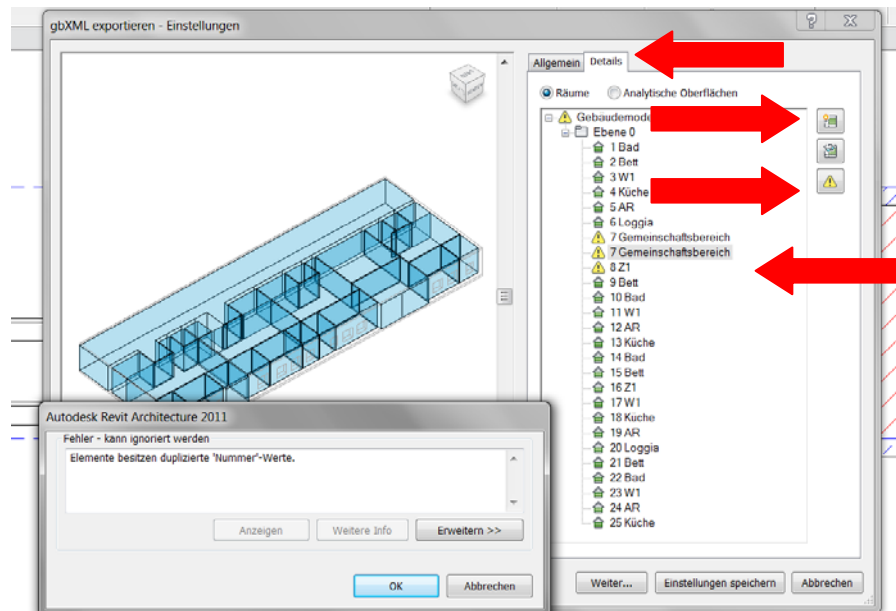 gbXML exportieren - Einstellungen
Allgemein
Details
Räume
Analytische Oberflächen
Ebene 0
1 Bad
2 Bett
3 W1
4 Küche
5 AR
6 Loggia
7 Gemeinschaftsbereich
7 Gemeinschaftsbereich
8 Z1
9 Bett
10 Bad
11 W1
12 AR
13 Küche
14 Bad
15 Bett
16 Z1
17 W1
18 Küche
19 AR
20 Loggia
21 Bett
22 Bad
23 W1
24 AR
25 Küche
Autodesk Revit Architecture 2011
Fehler - kann ignoriert werden
Elemente besitzen duplizierte 'Nummer'-Werte.
Anzeigen
Weitere Info
Erweitern >>
OK
Abbrechen
Weiter...
Einstellungen speichern
Abbrechen